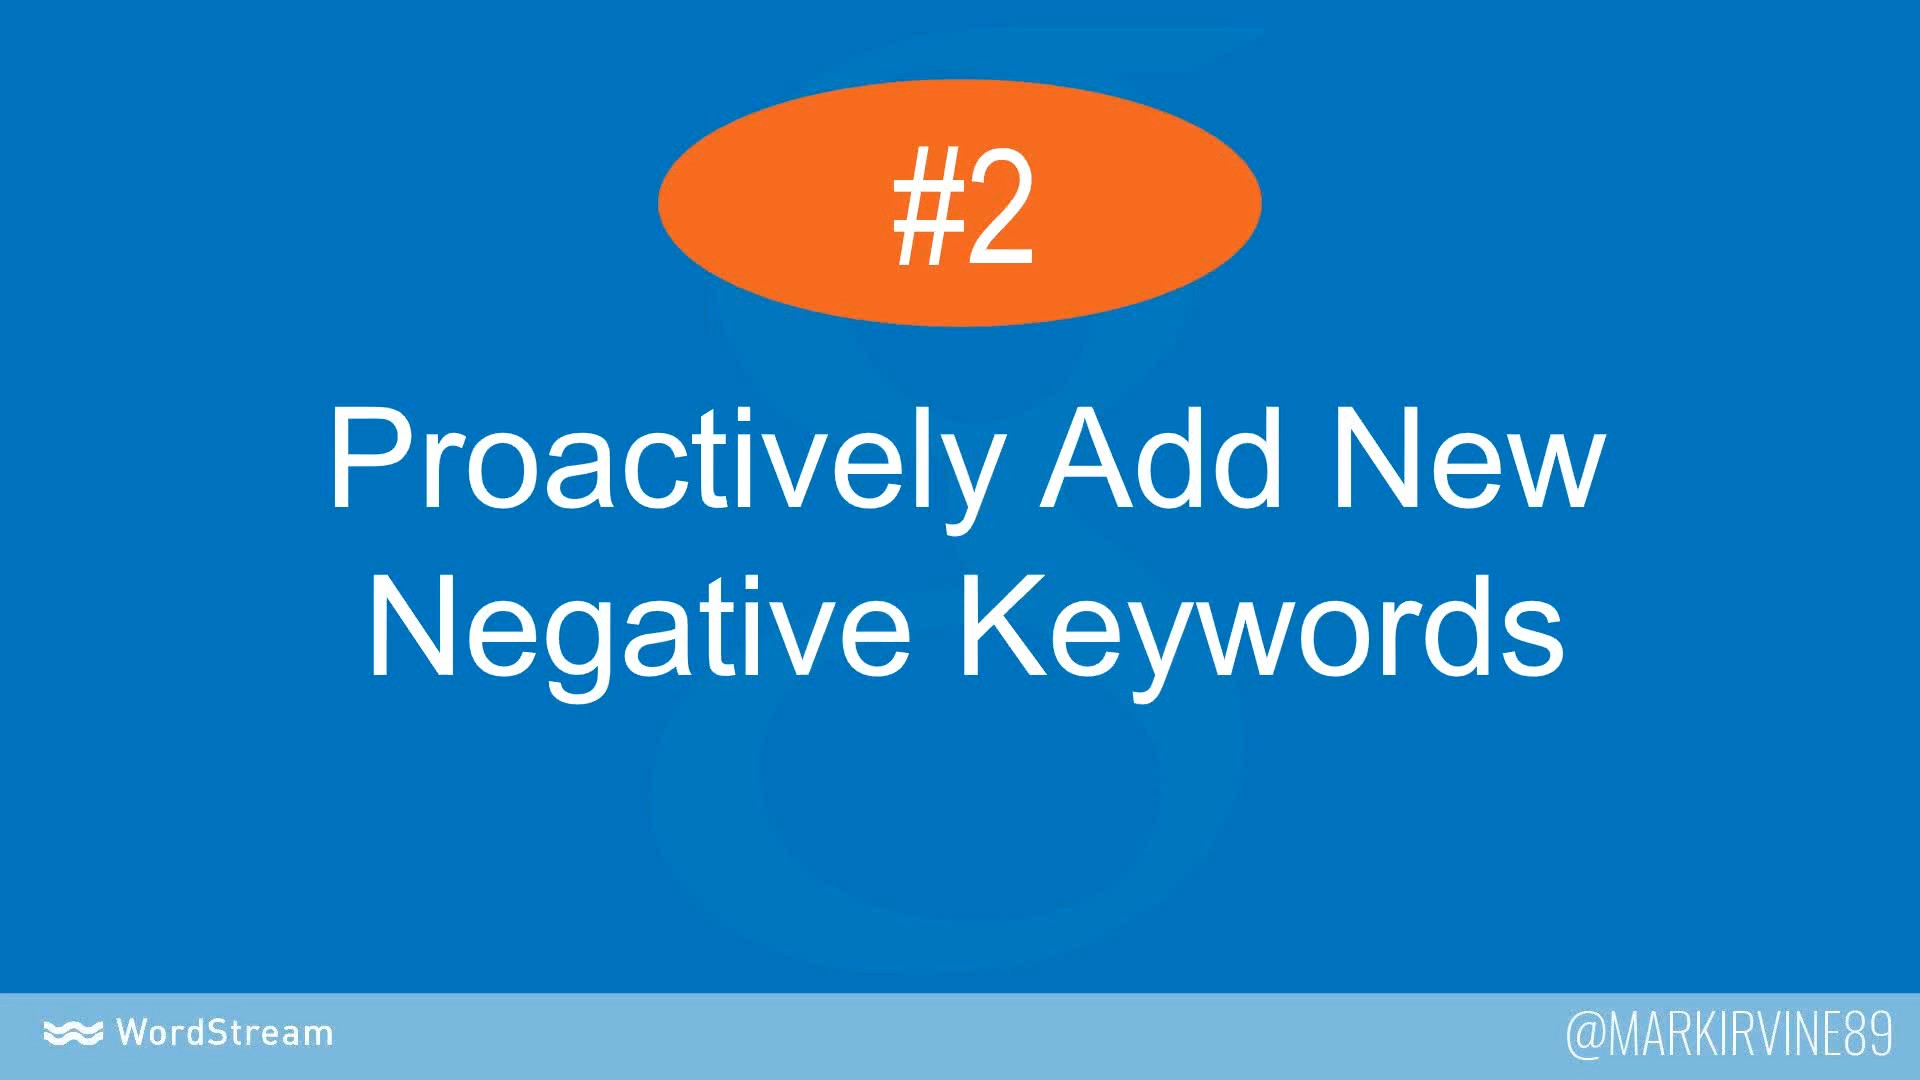 #2
Proactively Add New
Negative Keywords
WordStream
@MARKIRVINE89